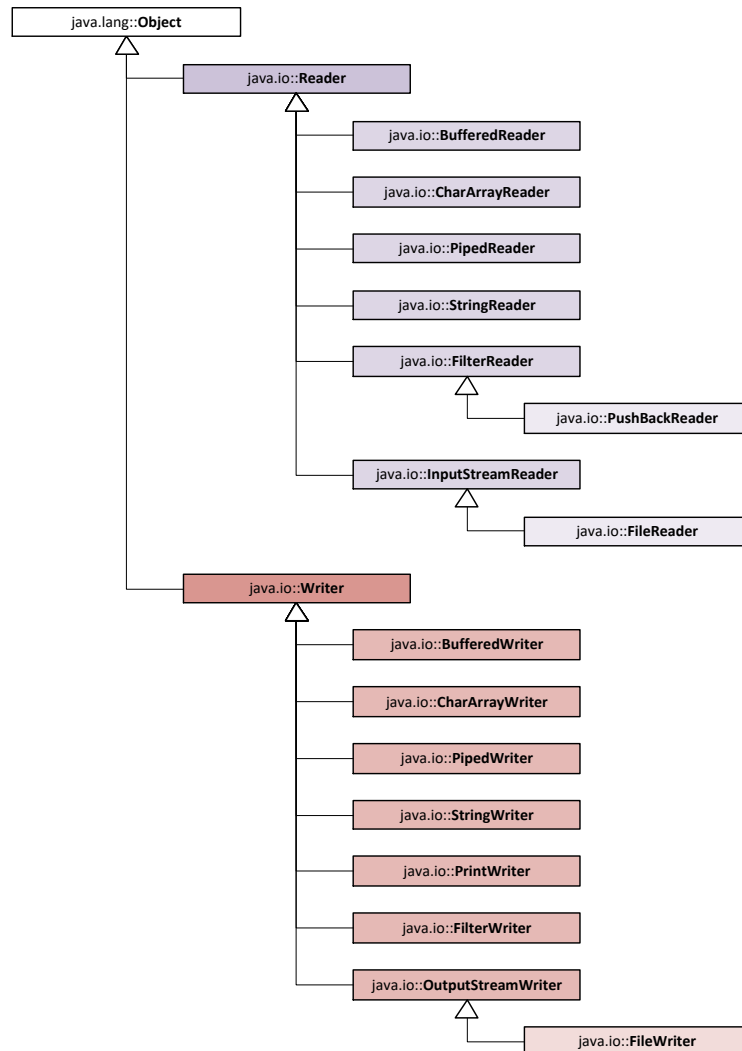 java.lang::Object
java.io::Reader
java.io::BufferedReader
java.io::CharArrayReader
java.io::PipedReader
java.io::StringReader
java.io::FilterReader
java.io::PushBackReader
java.io::InputStreamReader
java.io::FileReader
java.io::Writer
java.io::BufferedWriter
java.io::CharArrayWriter
java.io::PipedWriter
java.io::StringWriter
java.io::PrintWriter
java.io::FilterWriter
java.io::OutputStreamWriter
java.io::FileWriter